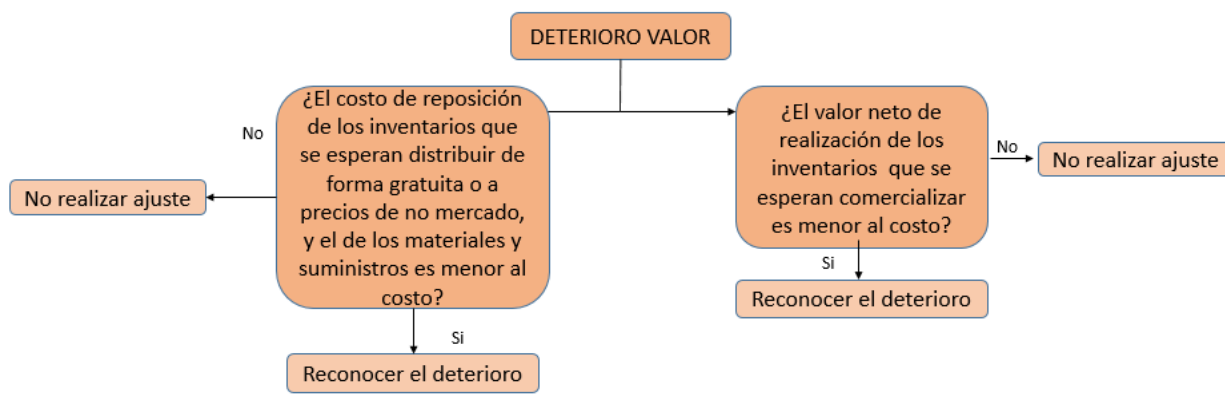 DETERIORO VALOR
¿El costo de reposición
de los inventarios que
se esperan distribuir de
forma gratuita o a
precios de no mercado,
y el de los materiales y
suministros es menor al
costo?
No
No realizar ajuste
Si
Reconocer el deterioro
¿El valor neto de
realización de los
inventarios que se
esperan comercializar
es menor al costo?
No
No realizar ajuste
Si
Reconocer el deterioro